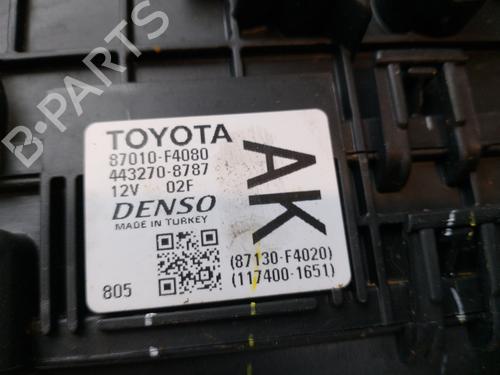 TOYOTA
87010-F4080
443270-8787
12V 02F
DENSO
MADE IN TURKEY
805
AK
(87130-F4020)
(117400-1651)
B-PARTS